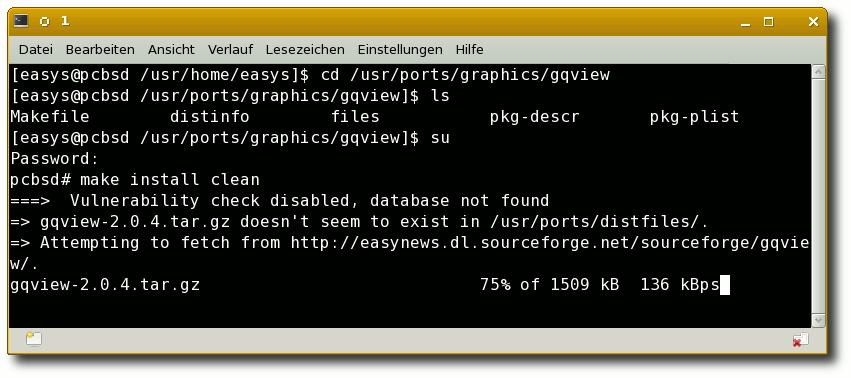 1
Datei Bearbeiten Ansicht Verlauf Lesezeichen Einstellungen Hilfe
[easys@pcbsd /usr/home/easys]$ cd /usr/ports/graphics/gqview
[easys@pcbsd /usr/ports/graphics/gqview]$ ls
Makefile        distinfo        files           pkg-descr       pkg-plist
[easys@pcbsd /usr/ports/graphics/gqview]$ su
Password:
pcbsd# make install clean
===>  Vulnerability check disabled, database not found
=> gqview-2.0.4.tar.gz doesn't seem to exist in /usr/ports/distfiles/.
=> Attempting to fetch from http://easynews.dl.sourceforge.net/sourceforge/gqvie
w/.
gqview-2.0.4.tar.gz                            75% of 1509 kB  136 kBps